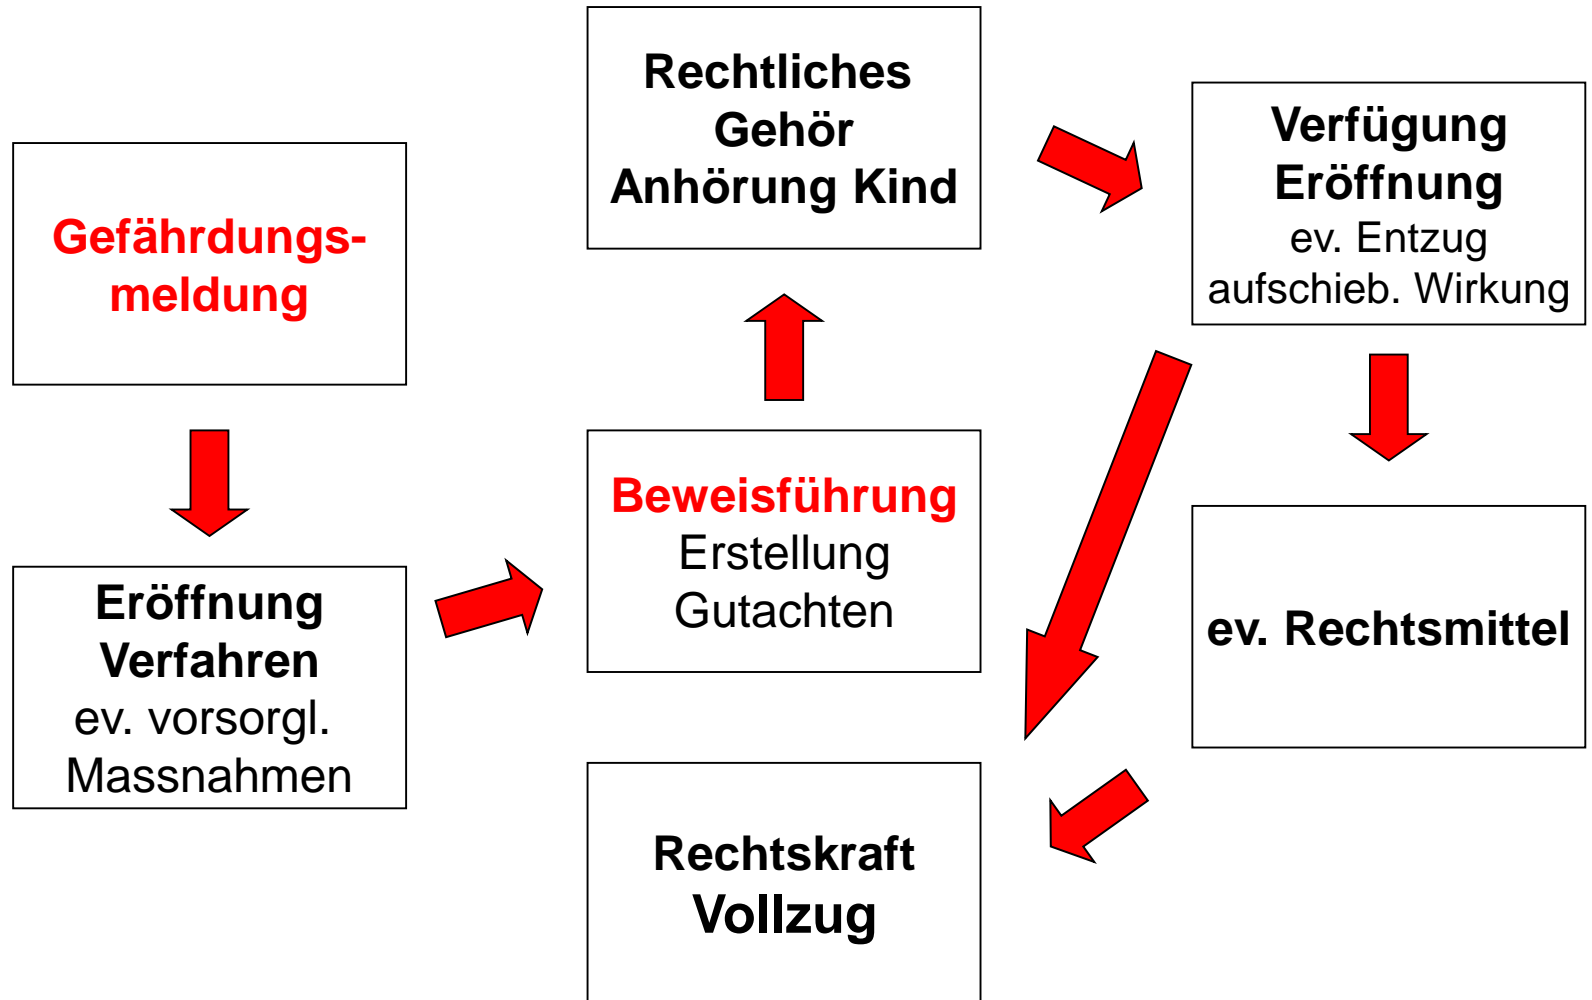 Gefährdungs-
meldung
Eröffnung
Verfahren
ev. vorsorgl.
Massnahmen
Beweisführung
Erstellung
Gutachten
Rechtliches
Gehör
Anhörung Kind
Verfügung
Eröffnung
ev. Entzug
aufschieb. Wirkung
ev. Rechtsmittel
Rechtskraft
Vollzug